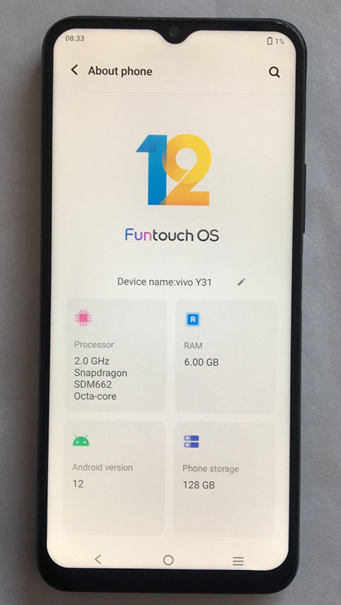 08:33
1%
About phone
12
Funtouch OS
Device name:vivo Y31
R
Processor
2.0 GHz
Snapdragon
SDM662
Octa-core
RAM
6.00 GB
Android version
12
Phone storage
128 GB